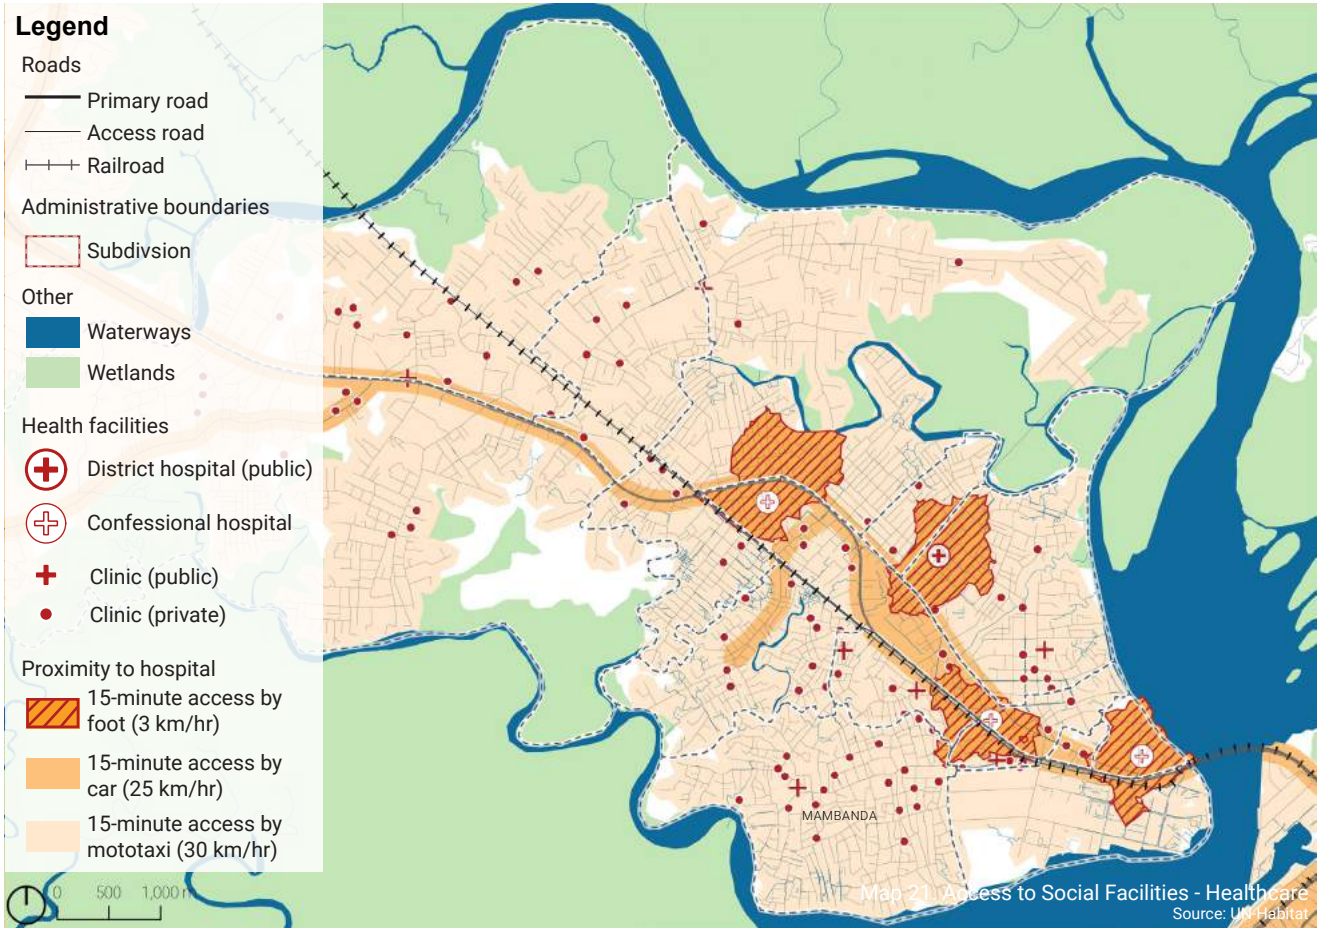 Legend
Roads
Primary road
Access road
Railroad
Administrative boundaries
Subdivsion
Other
Waterways
Wetlands
Health facilities
District hospital (public)
Confessional hospital
Clinic (public)
Clinic (private)
Proximity to hospital
15-minute access by
foot (3 km/hr)
15-minute access by
car (25 km/hr)
15-minute access by
mototaxi (30 km/hr)
0 500 1,000 m
MAMBANDA
Map 21. Access to Social Facilities - Healthcare
Source: UN-Habitat